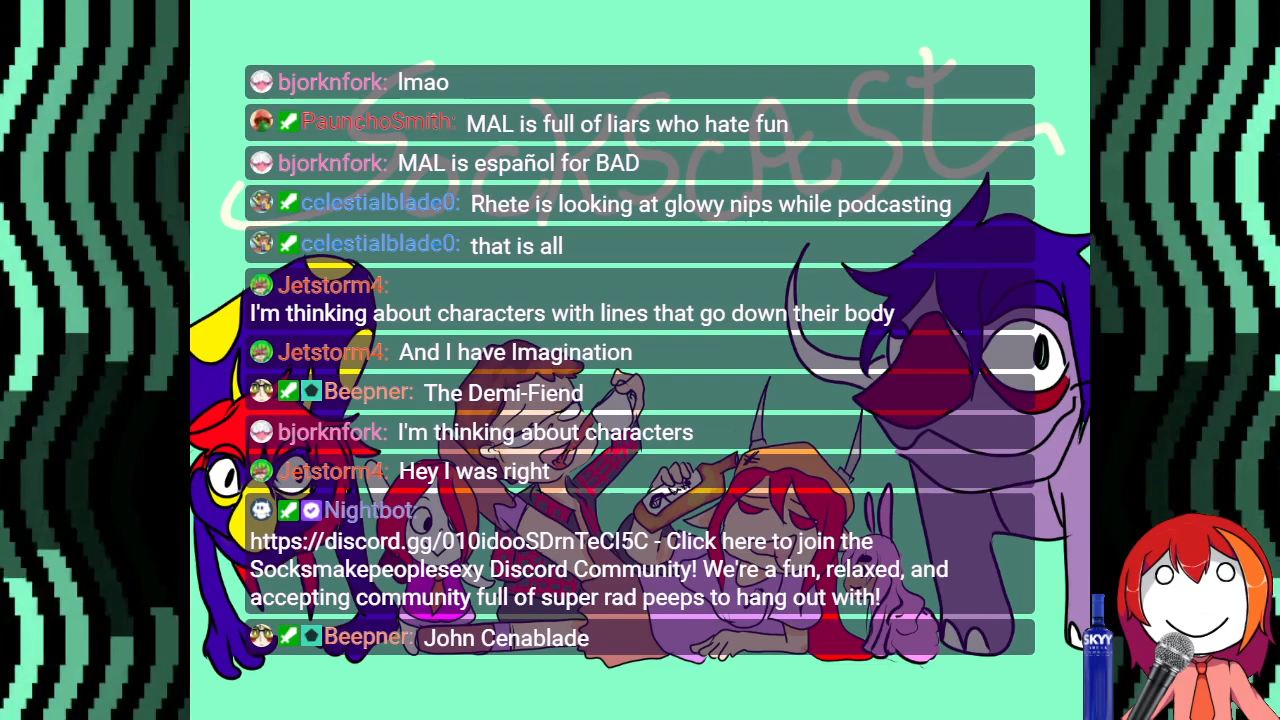 Sockscast
bjorknfork: lmao
PaunchoSmith: MAL is full of liars who hate fun
bjorknfork: MAL is español for BAD
celestialblade0: Rhete is looking at glowy nips while podcasting
celestialblade0: that is all
Jetstorm4:
I'm thinking about characters with lines that go down their body
Jetstorm4: And I have Imagination
Beepner: The Demi-Fiend
bjorknfork: I'm thinking about characters
Jetstorm4: Hey I was right
Nightbot:
https://discord.gg/010idooSDrnTeCI5C - Click here to join the
Socksmakepeoplesexy Discord Community! We're a fun, relaxed, and
accepting community full of super rad peeps to hang out with!
Beepner: John Cenablade
SKYY